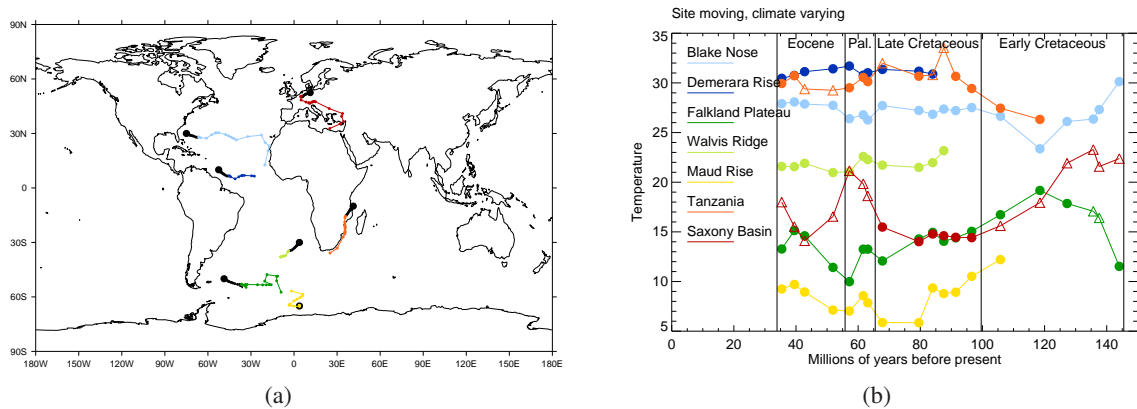 90N
60N
30N
0
30S
60S
90S
180W 150W 120W 90W 60W 30W 0 30E 60E 90E 120E 150E 180E
(a)
Site moving, climate varying
35
30
25
20
15
10
5
Temperature
Eocene Pal. Late Cretaceous Early Cretaceous
Blake Nose
Demerara Rise
Falkland Plateau
Walvis Ridge
Maud Rise
Tanzania
Saxony Basin
0 20 40 60 80 100 120 140
Millions of years before present
(b)